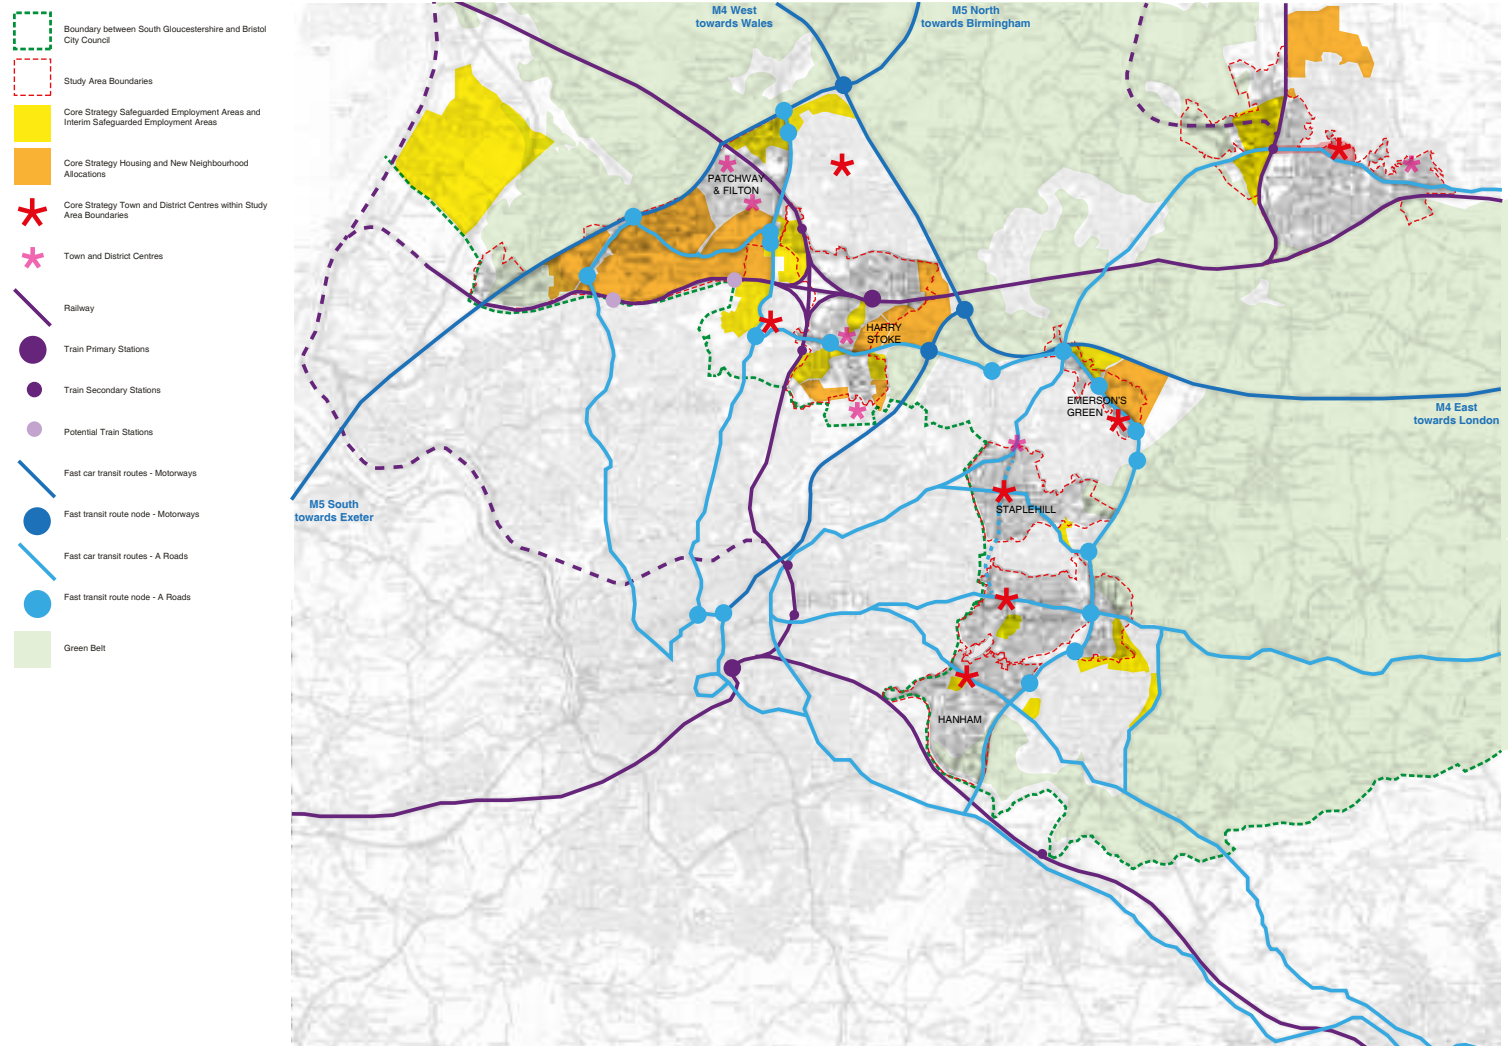 Boundary between South Gloucestershire and Bristol
City Council
Study Area Boundaries
Core Strategy Safeguarded Employment Areas and
Interim Safeguarded Employment Areas
Core Strategy Housing and New Neighbourhood
Allocations
Core Strategy Town and District Centres within Study
Area Boundaries
Town and District Centres
Railway
Train Primary Stations
Train Secondary Stations
Potential Train Stations
Fast car transit routes - Motorways
Fast transit route node - Motorways
Fast car transit routes - A Roads
Fast transit route node - A Roads
Green Belt
M4 West
towards Wales
M5 North
towards Birmingham
PATCHWAY
& FILTON
HARRY
STOKE
EMERSON'S
GREEN
M4 East
towards London
M5 South
towards Exeter
STAPLEHILL
BRISTOL
HANHAM